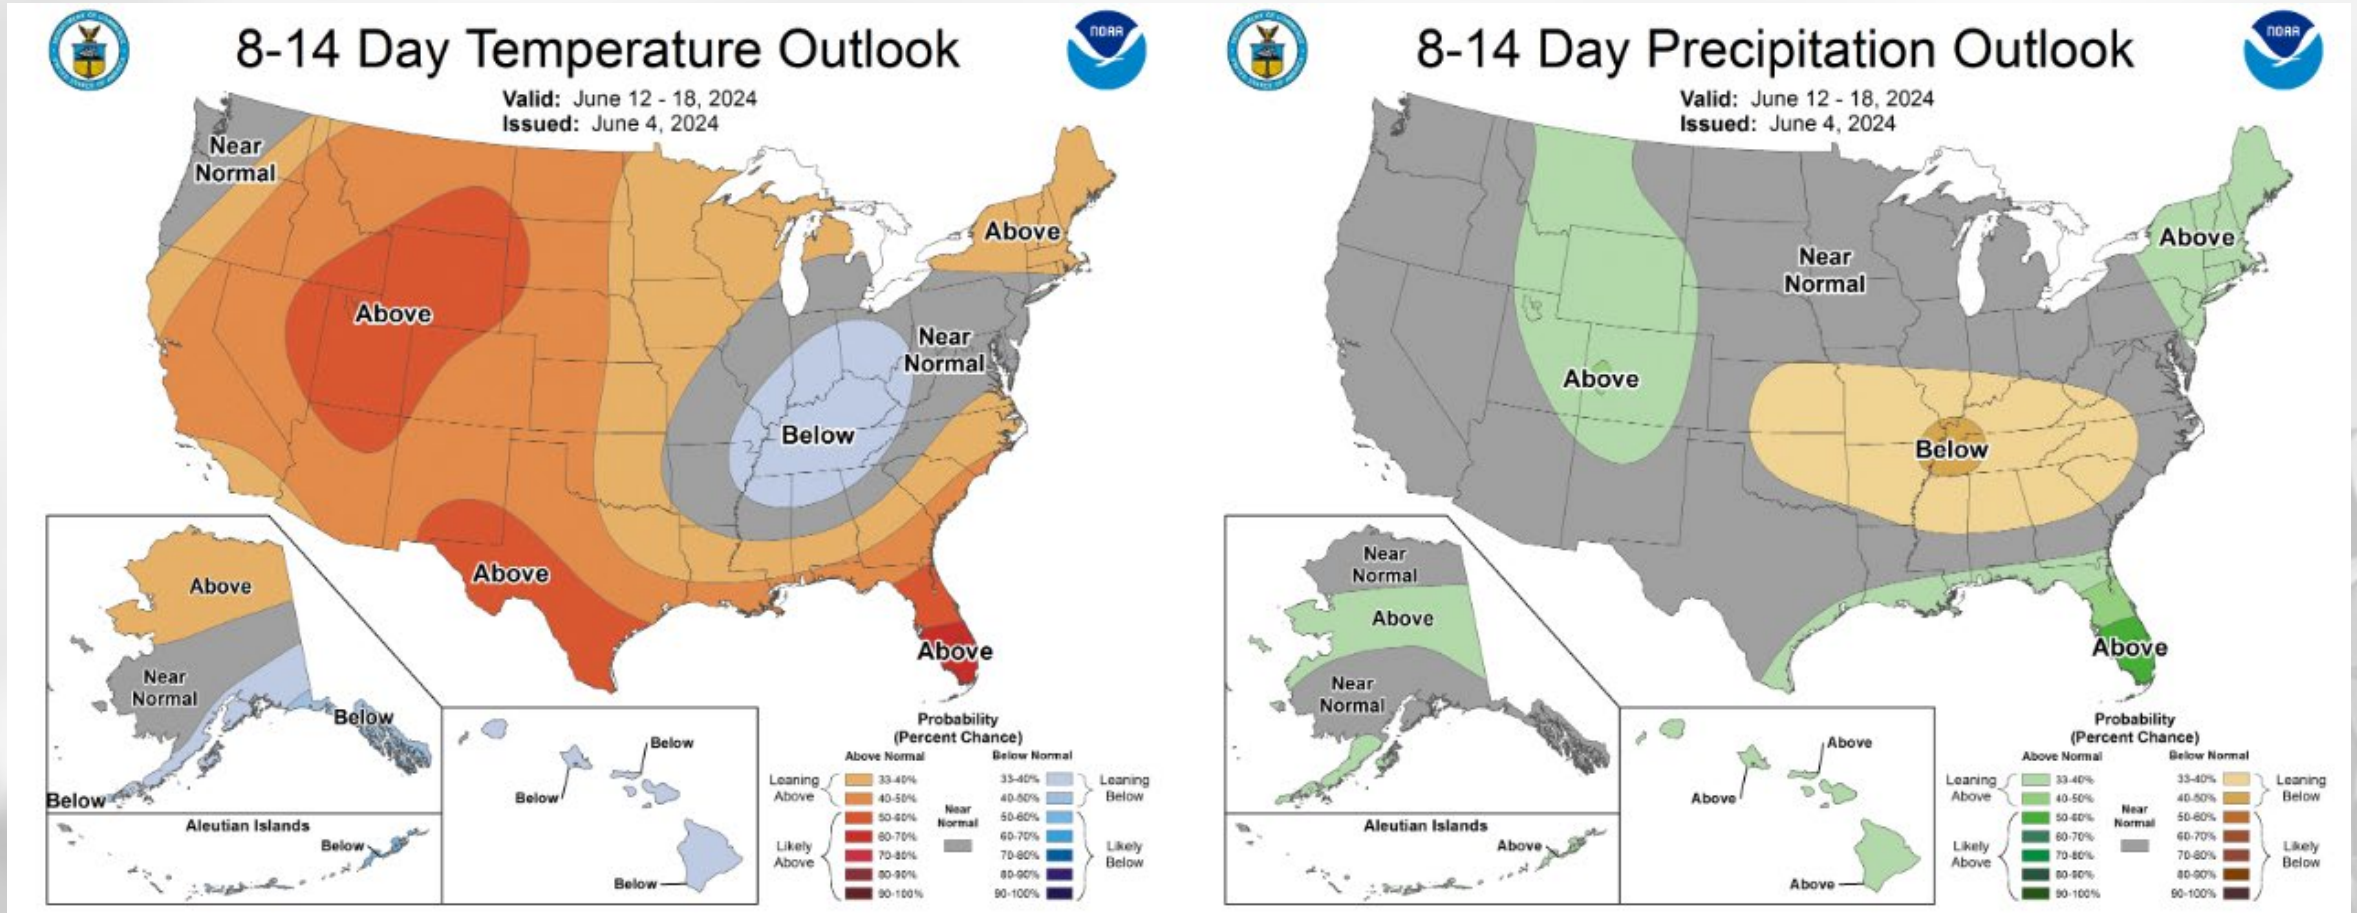 8-14 Day Temperature Outlook
NOAA
Valid: June 12 - 18, 2024
Issued: June 4, 2024
Near
Normal
Above
Above
Near
Normal
Below
Above
Above
Above
Near
Normal
Below
Below
Aleutian Islands
Below
Below
Below
Below
Probability
(Percent Chance)
Above Normal
Below Normal
Leaning
Above
33-40%
40-50%
Likely
Above
50-60%
60-70%
70-80%
80-90%
90-100%
Near
Normal
33-40%
40-50%
Leaning
Below
50-60%
60-70%
70-80%
80-90%
90-100%
Likely
Below
8-14 Day Precipitation Outlook
NOAA
Valid: June 12 - 18, 2024
Issued: June 4, 2024
Above
Near
Normal
Above
Below
Above
Near
Normal
Above
Near
Normal
Aleutian Islands
Above
Above
Above
Above
Probability
(Percent Chance)
Above Normal
Below Normal
Leaning
Above
33-40%
40-50%
Likely
Above
50-60%
60-70%
70-80%
80-90%
90-100%
Near
Normal
33-40%
40-50%
Leaning
Below
50-60%
60-70%
70-80%
80-90%
90-100%
Likely
Below